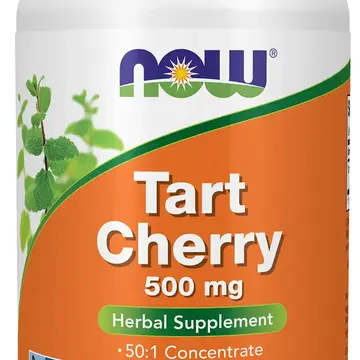 NOW®
Tart
Cherry
500 mg
Herbal Supplement
• 50:1 Concentrate